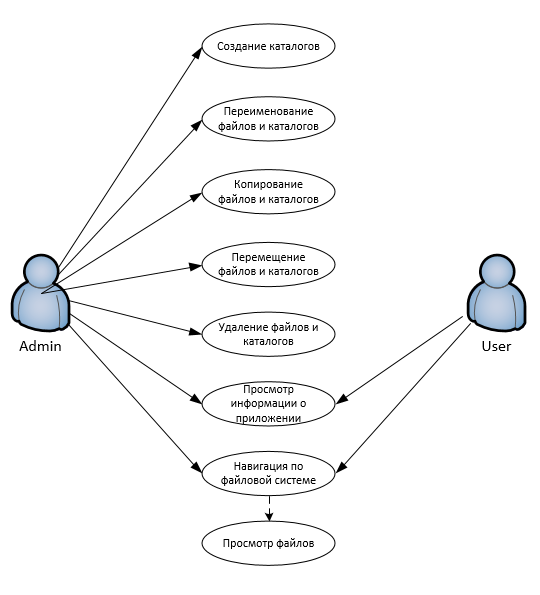 Создание каталогов
Переименование
файлов и каталогов
Копирование
файлов и каталогов
Перемещение
файлов и каталогов
Удаление файлов и
каталогов
Просмотр
информации о
приложении
Навигация по
файловой системе
Просмотр файлов
Admin
User